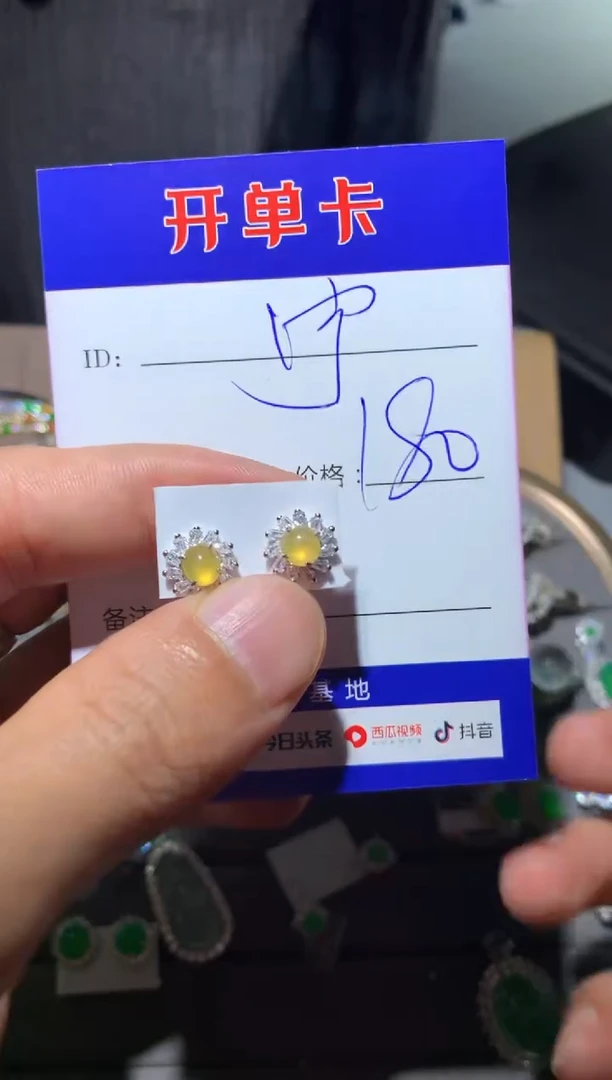 开单卡
ID：
价格：180
备注
基地
今日头条 西瓜视频 抖音